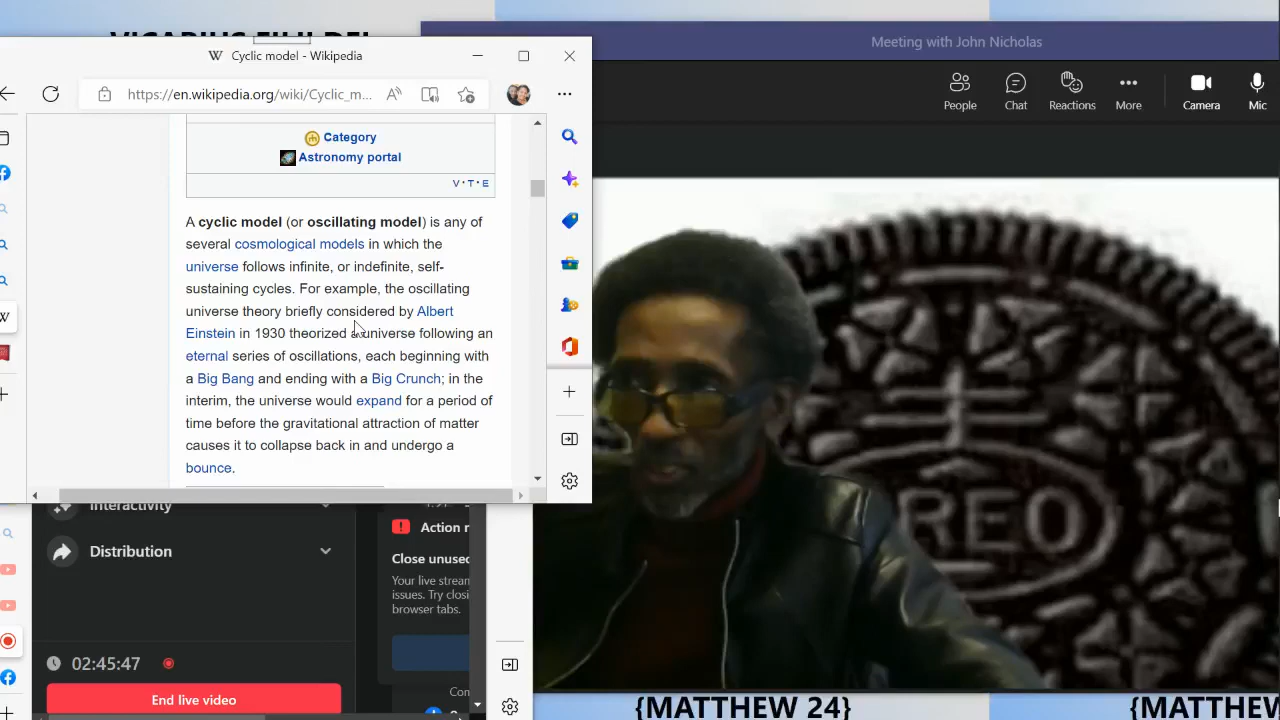 Cyclic model - Wikipedia
https://en.wikipedia.org/wiki/Cyclic_m...
Category
Astronomy portal
V·T·E
A cyclic model (or oscillating model) is any of
several cosmological models in which the
universe follows infinite, or indefinite, self-
sustaining cycles. For example, the oscillating
universe theory briefly considered by Albert
Einstein in 1930 theorized a universe following an
eternal series of oscillations, each beginning with
a Big Bang and ending with a Big Crunch; in the
interim, the universe would expand for a period of
time before the gravitational attraction of matter
causes it to collapse back in and undergo a
bounce.
Meeting with John Nicholas
People Chat Reactions More Camera Mic
REO
Interactivity
Distribution
02:45:47
End live video
Action
Close unused
Your live
issues. Try
browser tabs.
{MATTHEW 24}